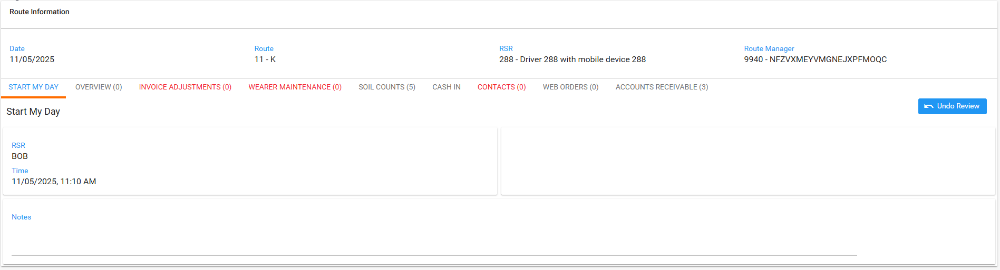 Route Information
Date
11/05/2025
Route
11 - K
RSR
288 - Driver 288 with mobile device 288
Route Manager
9940 - NFZVXMEYVMGNEJXPFMOQC
START MY DAY OVERVIEW (0) INVOICE ADJUSTMENTS (0) WEARER MAINTENANCE (0) SOIL COUNTS (5) CASH IN CONTACTS (0) WEB ORDERS (0) ACCOUNTS RECEIVABLE (3)
Start My Day
Undo Review
RSR
BOB
Time
11/05/2025, 11:10 AM
Notes